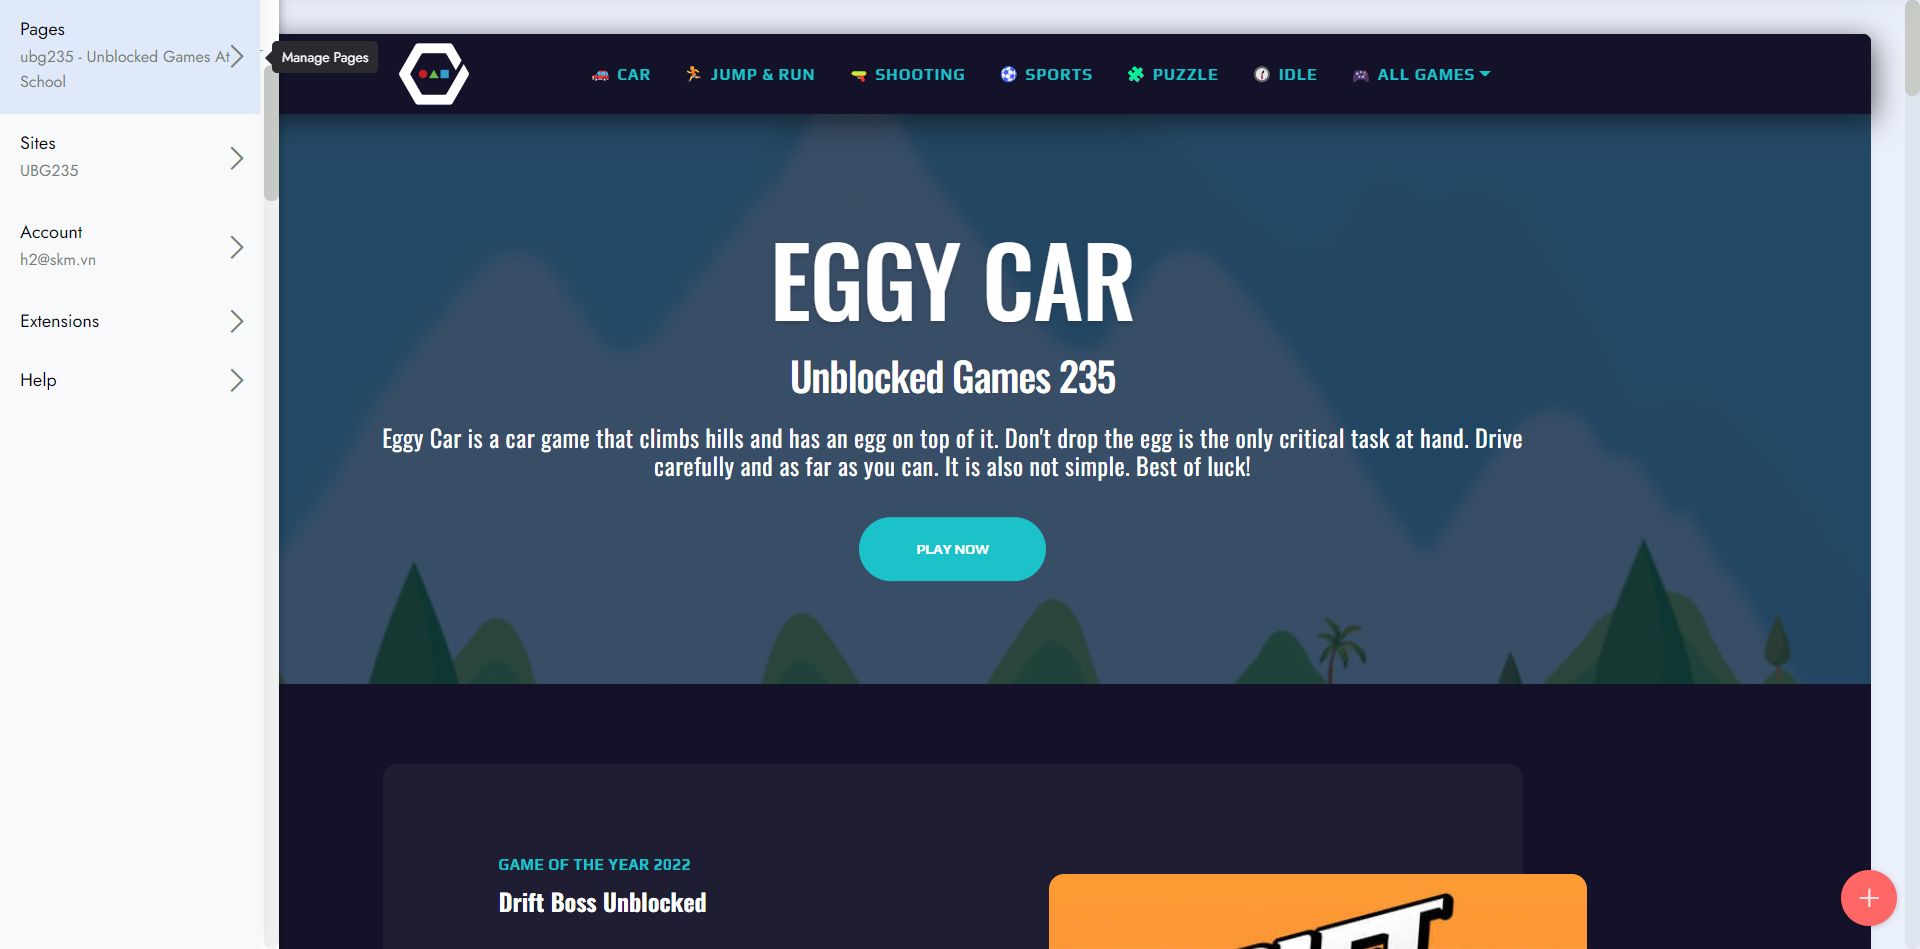 Pages
ubg235 - Unblocked Games At
School
Manage Pages
Sites
UBG235
Account
h2@skm.vn
Extensions
Help
CAR
JUMP & RUN
SHOOTING
SPORTS
PUZZLE
IDLE
ALL GAMES
EGGY CAR
Unblocked Games 235
Eggy Car is a car game that climbs hills and has an egg on top of it. Don't drop the egg is the only critical task at hand. Drive
carefully and as far as you can. It is also not simple. Best of luck!
PLAY NOW
GAME OF THE YEAR 2022
Drift Boss Unblocked